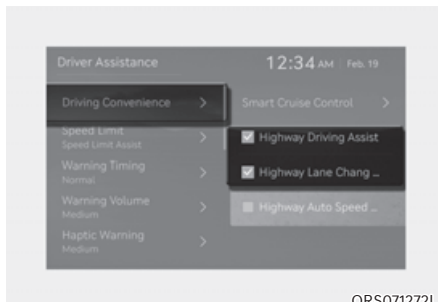 Driver Assistance 12:34 AM Feb. 19
Driving Convenience
Smart Cruise Control
Speed Limit
Speed Limit Assist
Highway Driving Assist
Warning Timing
Normal
Highway Lane Chang ...
Warning Volume
Medium
Highway Auto Speed ...
Haptic Warning
Medium